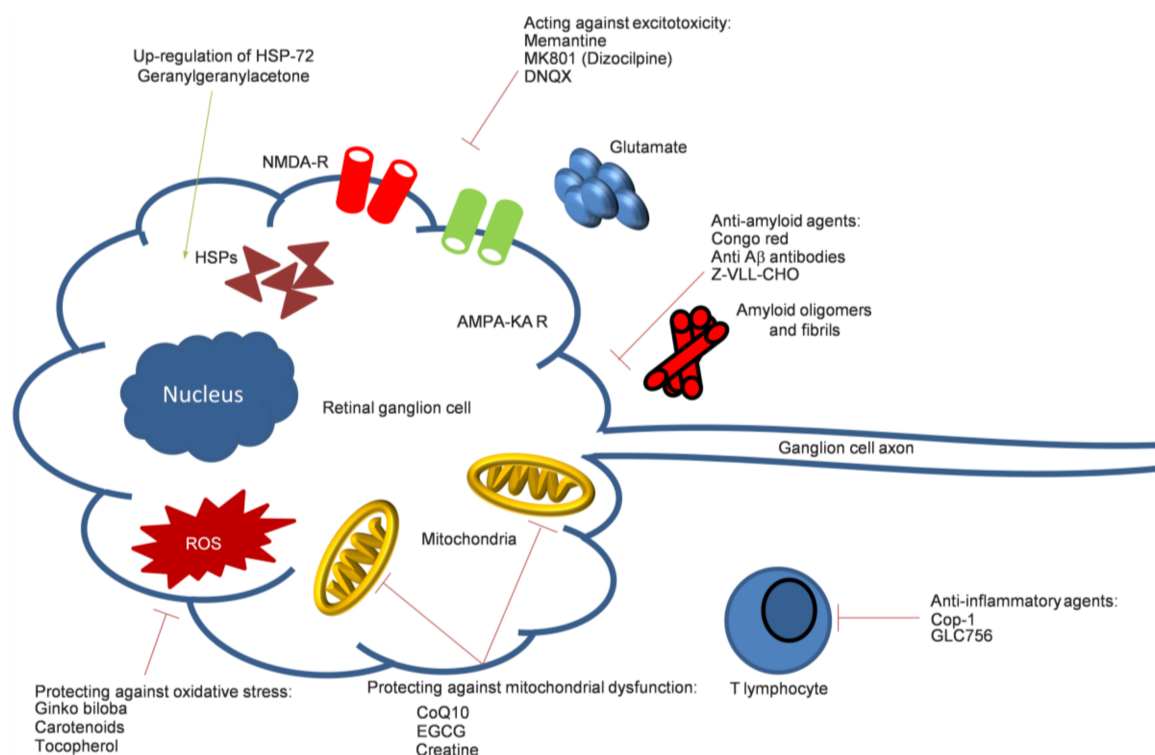 Acting against excitotoxicity:
Memantine
MK801 (Dizocilpine)
DNQX
Up-regulation of HSP-72
Geranylgeranylacetone
NMDA-R
Glutamate
Anti-amyloid agents:
Congo red
Anti Aβ antibodies
Z-VLL-CHO
HSPs
AMPA-KA R
Amyloid oligomers
and fibrils
Nucleus
Retinal ganglion cell
Ganglion cell axon
ROS
Mitochondria
Anti-inflammatory agents:
Cop-1
GLC756
T lymphocyte
Protecting against oxidative stress:
Ginko biloba
Carotenoids
Tocopherol
Protecting against mitochondrial dysfunction:
CoQ10
EGCG
Creatine